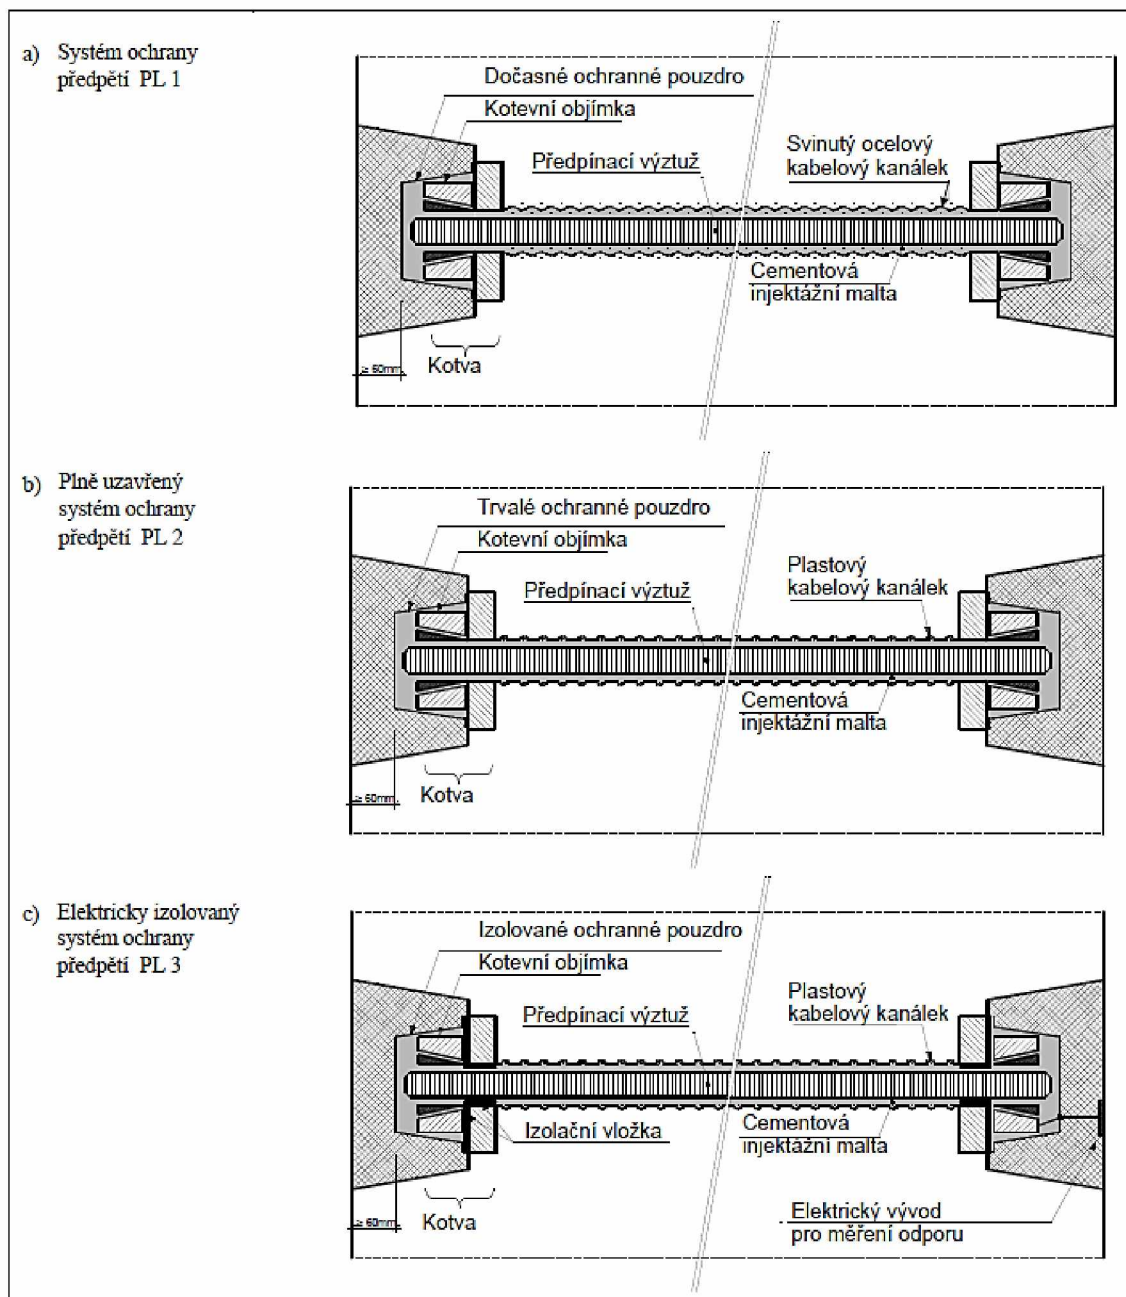 a) Systém ochrany
předpětí PL 1
Dočasné ochranné pouzdro
Kotevní objímka
Předpínací výztuž
Svinutý ocelový
kabelový kanálek
Cementová
injektážní malta
Kotva
≥ 60mm
b) Plně uzavřený
systém ochrany
předpětí PL 2
Trvalé ochranné pouzdro
Kotevní objímka
Předpínací výztuž
Plastový
kabelový kanálek
Cementová
injektážní malta
Kotva
≥ 60mm
c) Elektricky izolovaný
systém ochrany
předpětí PL 3
Izolované ochranné pouzdro
Kotevní objímka
Předpínací výztuž
Plastový
kabelový kanálek
Izolační vložka
Cementová
injektážní malta
Kotva
≥ 60mm
Elektrický vývod
pro měření odporu